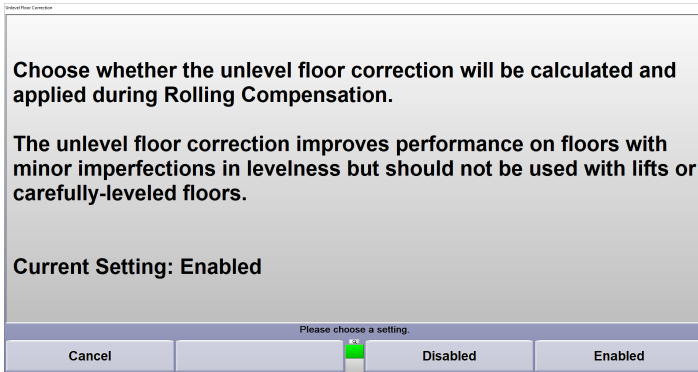 Unlevel Floor Correction
Choose whether the unlevel floor correction will be calculated and
applied during Rolling Compensation.
The unlevel floor correction improves performance on floors with
minor imperfections in levelness but should not be used with lifts or
carefully-leveled floors.
Current Setting: Enabled
Please choose a setting.
Cancel
Disabled
Enabled